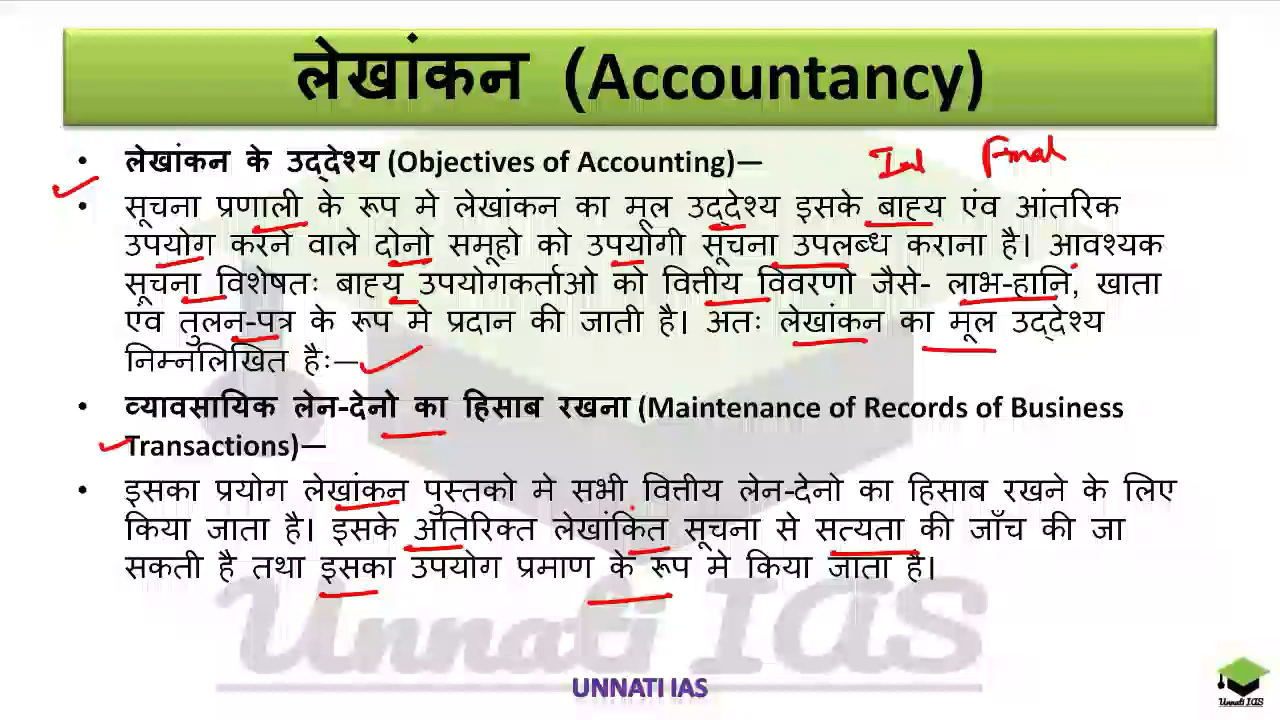 लेखांकन (Accountancy)
Final
• लेखांकन के उद्देश्य (Objectives of Accounting)—
• सूचना प्रणाली के रूप मे लेखांकन का मूल उद्देश्य इसके बाह्य एंव आंतरिक
उपयोग करने वाले दोनो समूहो को उपयोगी सूचना उपलब्ध कराना है। आवश्यक
सूचना विशेषतः बाह्य उपयोगकर्ताओ को वित्तीय विवरणो जैसे- लाभ-हानि, खाता
एंव तुलन-पत्र के रूप मे प्रदान की जाती है। अतः लेखांकन का मूल उद्देश्य
निम्नलिखित हैः—
• व्यावसायिक लेन-देनो का हिसाब रखना (Maintenance of Records of Business
Transactions)—
• इसका प्रयोग लेखांकन पुस्तको मे सभी वित्तीय लेन-देनो का हिसाब रखने के लिए
किया जाता है। इसके अतिरिक्त लेखांकित सूचना से सत्यता की जाँच की जा
सकती है तथा इसका उपयोग प्रमाण के रूप मे किया जाता है।
Unnati IAS
UNNATI IAS
Unnati IAS